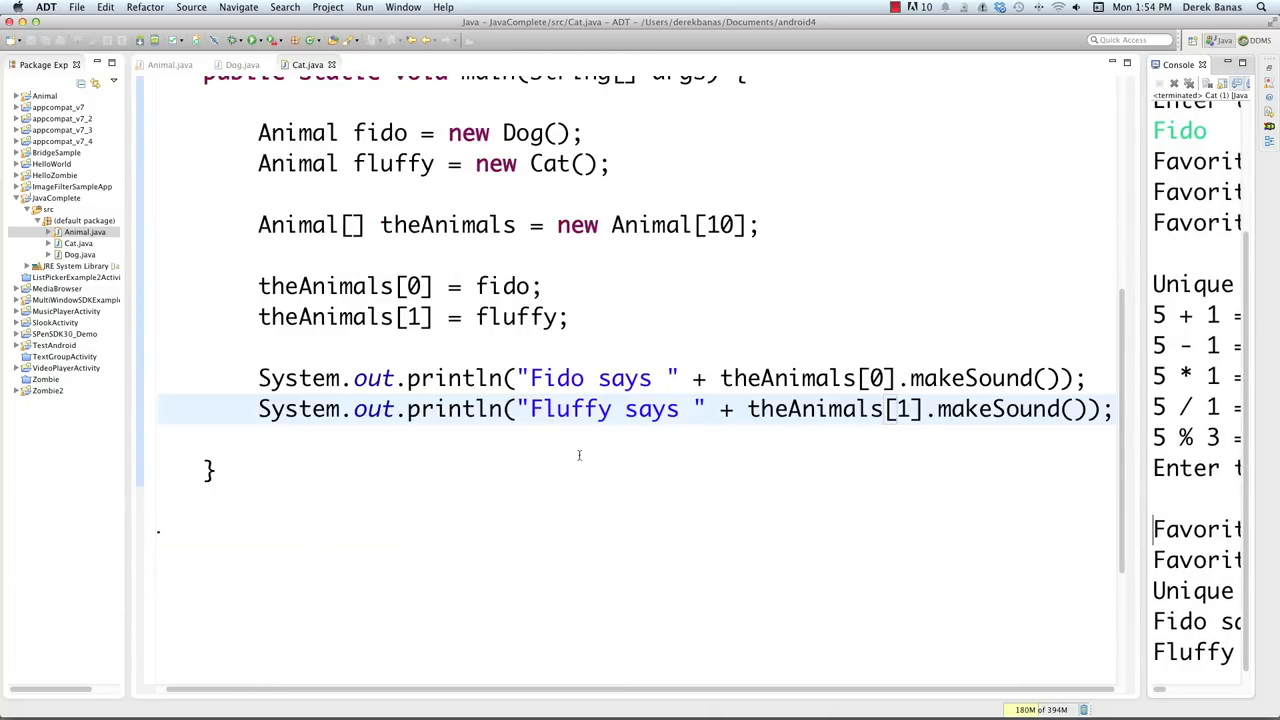 ADT File Edit Refactor Source Navigate Search Project Run Window Help 10 Mon 1:54 PM Derek Banas
Java - JavaComplete/src/Cat.java - ADT - /Users/derekbanas/Documents/android4
Quick Access Java DDMS
Package Exp
Animal
appcompat_v7
appcompat_v7_2
appcompat_v7_3
appcompat_v7_4
BridgeSample
HelloWorld
HelloZombie
ImageFilterSampleApp
JavaComplete
src
(default package)
Animal.java
Cat.java
Dog.java
JRE System Library [Ja
ListPickerExample2Activi
MediaBrowser
MultiWindowSDKExample
MusicPlayerActivity
SlookActivity
SPenSDK30_Demo
TestAndroid
TextGroupActivity
VideoPlayerActivity
Zombie
Zombie2
Animal.java Dog.java Cat.java
public static void main(String[] args) {
Animal fido = new Dog();
Animal fluffy = new Cat();
Animal[] theAnimals = new Animal[10];
theAnimals[0] = fido;
theAnimals[1] = fluffy;
System.out.println("Fido says " + theAnimals[0].makeSound());
System.out.println("Fluffy says " + theAnimals[1].makeSound());
}
Console
<terminated> Cat (1) [Java
Enter
Fido
Favorit
Favorit
Favorit
Unique
5 + 1 =
5 - 1 =
5 * 1 =
5 / 1 =
5 % 3 =
Enter t
Favorit
Favorit
Unique
Fido sa
Fluffy
180M of 394M